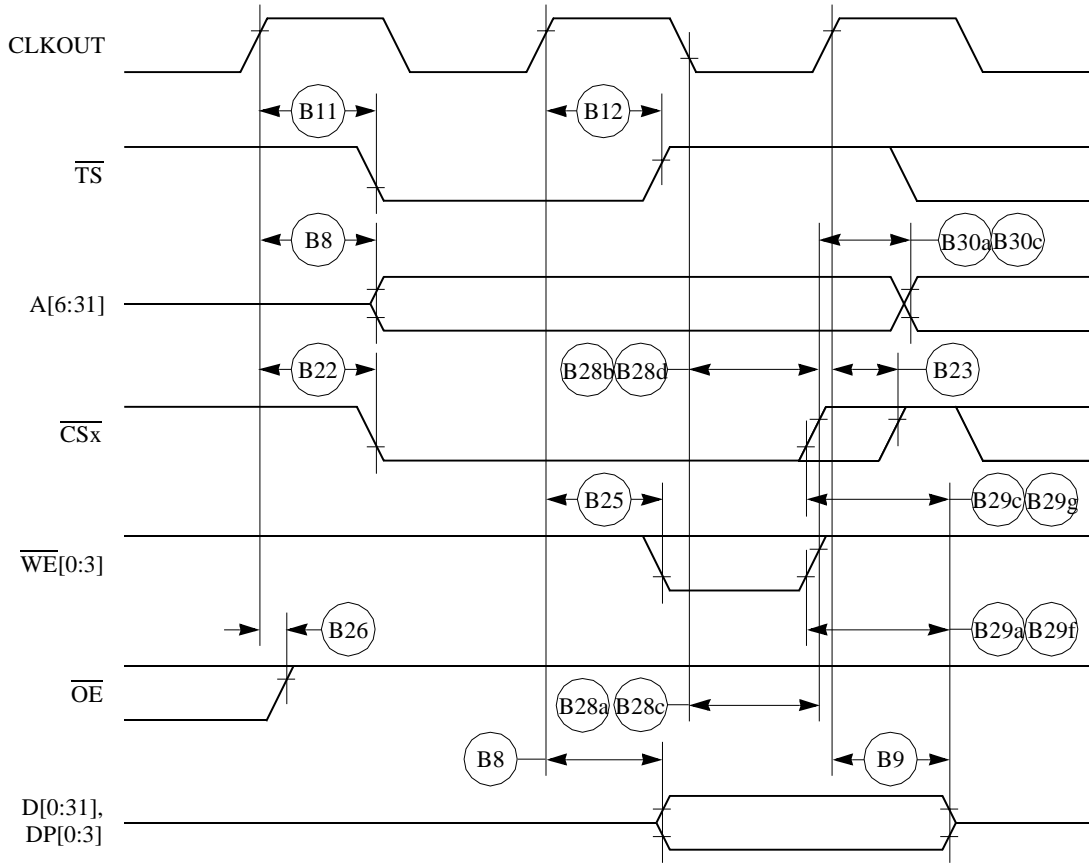 CLKOUT
B11
B12
TS
B8
B30a B30c
A[6:31]
B22
B28b B28d
B23
CSx
B25
B29c B29g
WE[0:3]
B26
B29a B29f
OE
B28a B28c
B8
B9
D[0:31],
DP[0:3]